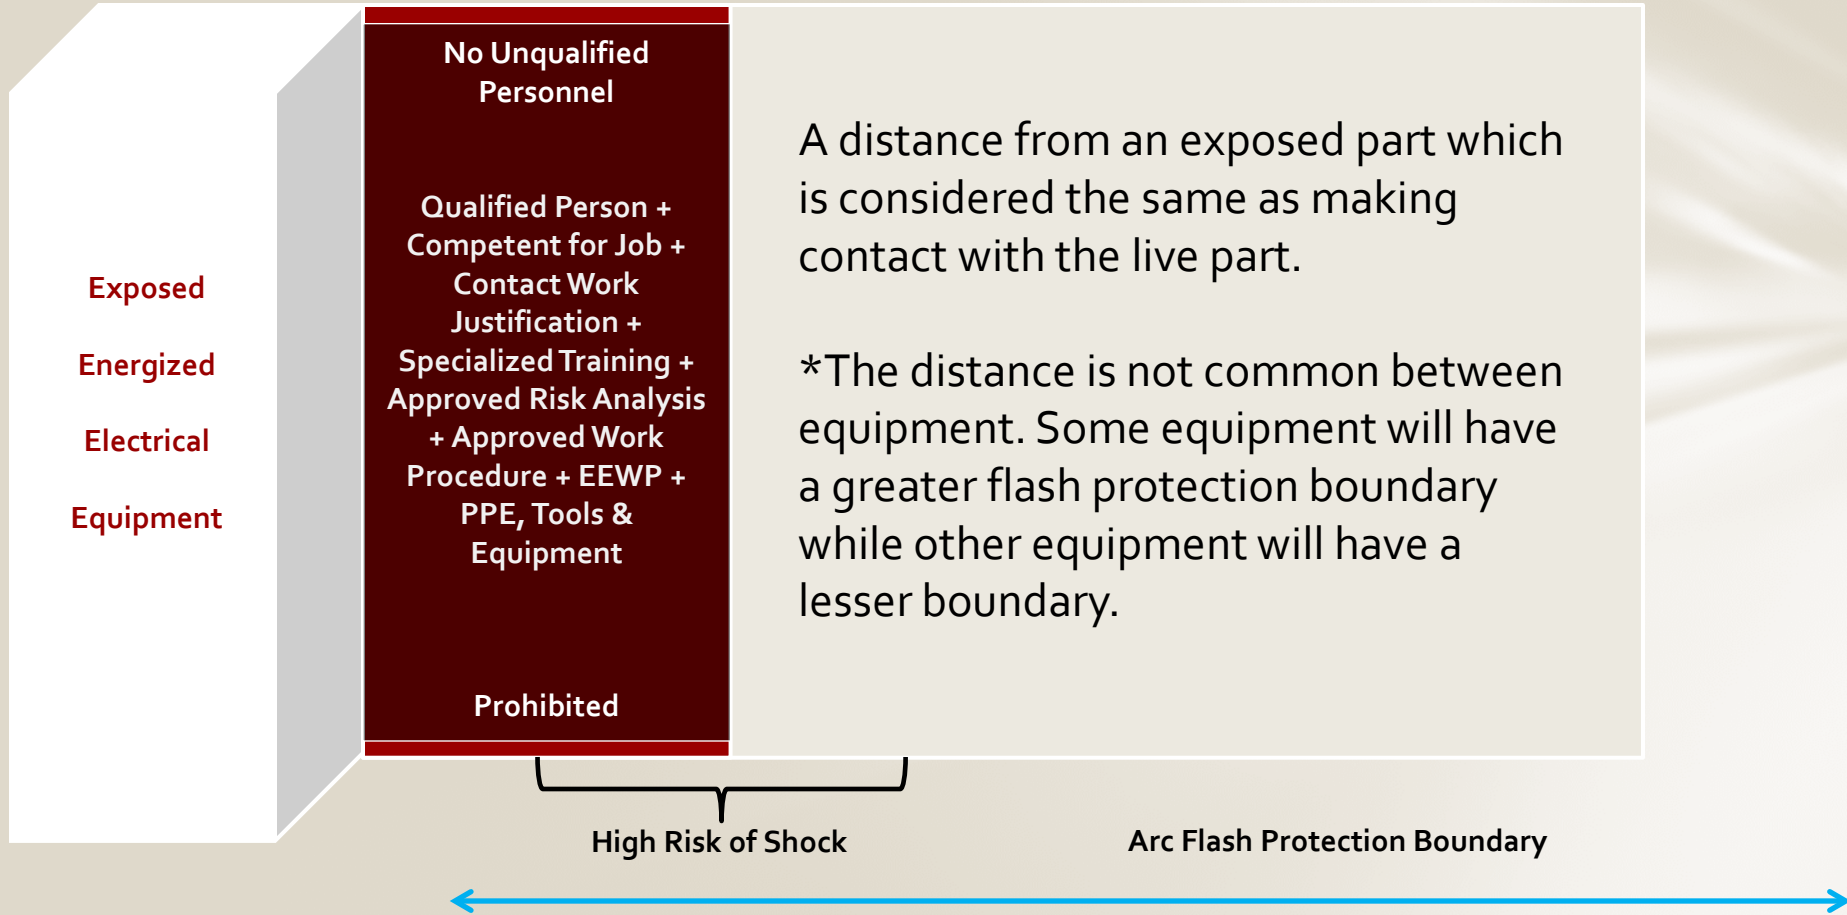 Exposed
Energized
Electrical
Equipment
No Unqualified
Personnel
Qualified Person +
Competent for Job +
Contact Work
Justification +
Specialized Training +
Approved Risk Analysis
+ Approved Work
Procedure + EEWP +
PPE, Tools &
Equipment
Prohibited
A distance from an exposed part which
is considered the same as making
contact with the live part.
*The distance is not common between
equipment. Some equipment will have
a greater flash protection boundary
while other equipment will have a
lesser boundary.
High Risk of Shock
Arc Flash Protection Boundary